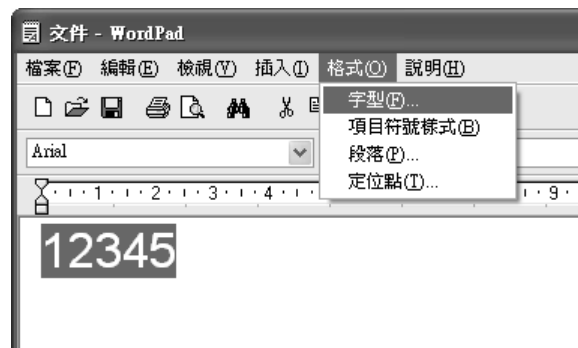 文件 - WordPad
檔案(F) 編輯(E) 檢視(V) 插入(I) 格式(O) 說明(H)
字型(F)...
項目符號樣式(B)
Arial
段落(P)...
定位點(T)...
1 2 3 4 9
12345